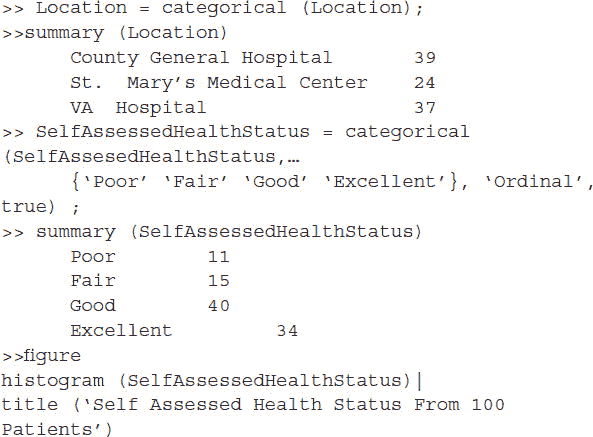 >> Location = categorical (Location);
>>summary (Location)
County General Hospital 39
St. Mary’s Medical Center 24
VA Hospital 37
>> SelfAssessedHealthStatus = categorical
(SelfAssesedHealthStatus,…
{‘Poor’ ‘Fair’ ‘Good’ ‘Excellent’}, ‘Ordinal’,
true) ;
>> summary (SelfAssessedHealthStatus)
Poor 11
Fair 15
Good 40
Excellent 34
>>figure
histogram (SelfAssessedHealthStatus)|
title (‘Self Assessed Health Status From 100
Patients’)